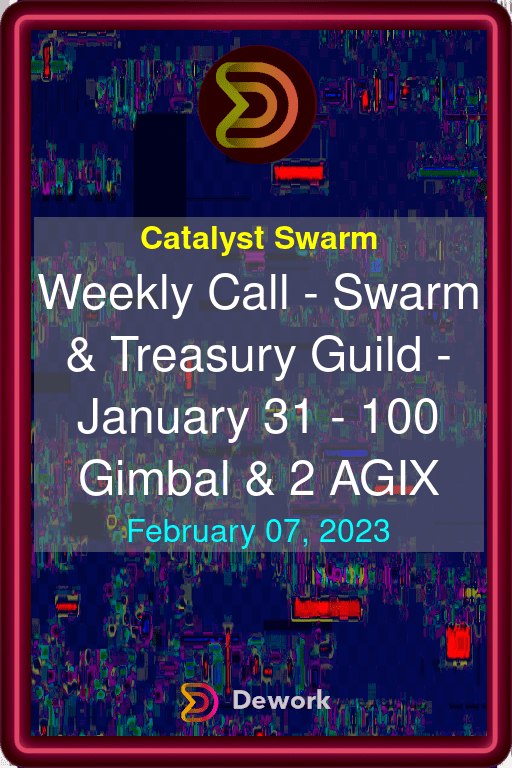 Catalyst Swarm
Weekly Call - Swarm
& Treasury Guild -
January 31 - 100
Gimbal & 2 AGIX
February 07, 2023
Dework